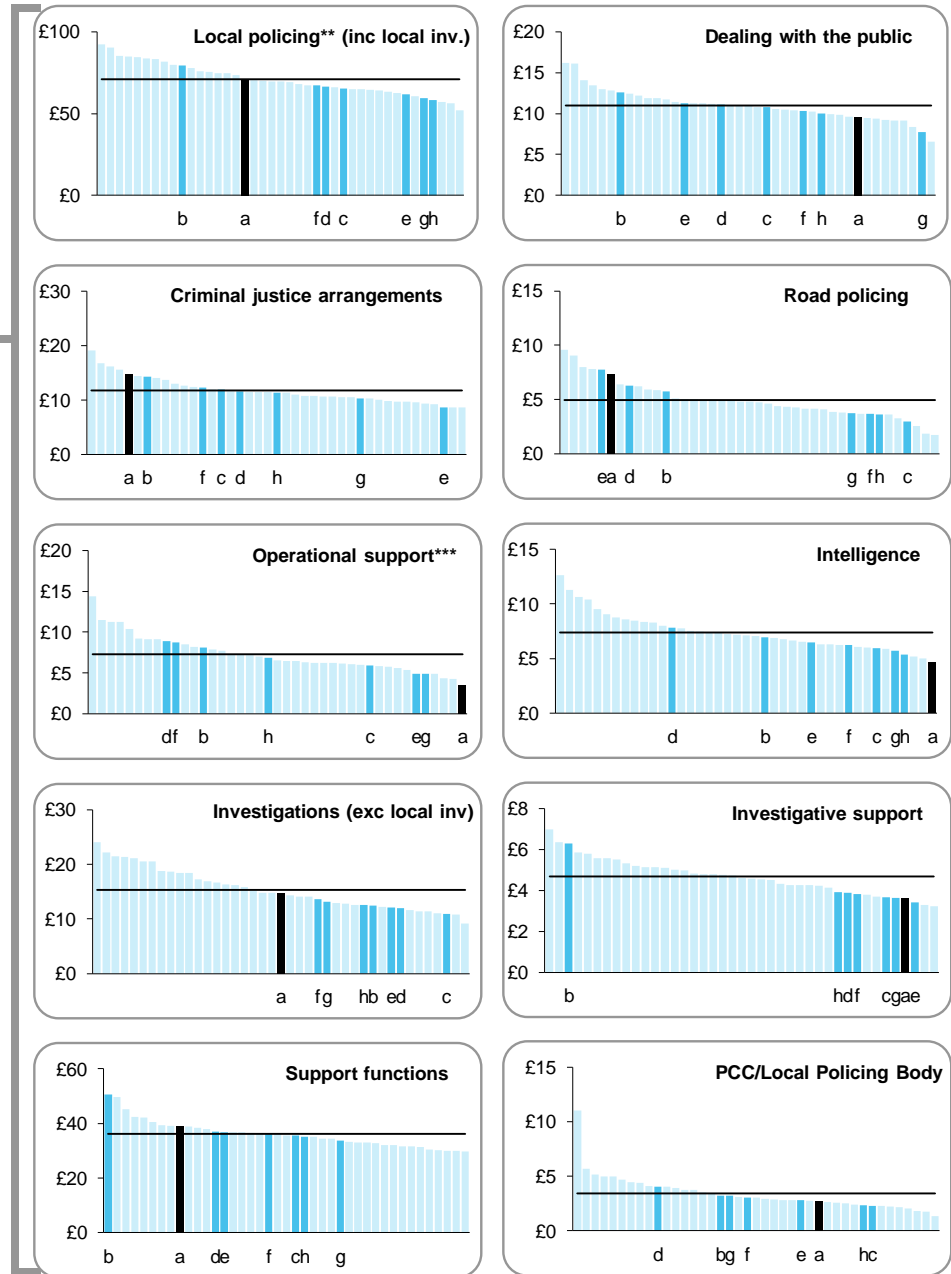 Local policing** (inc local inv.)
£100
£50
£0
b a fd c e gh
Dealing with the public
£20
£15
£10
£5
£0
b e d c f h a g
Criminal justice arrangements
£30
£20
£10
£0
a b f c d h g e
Road policing
£15
£10
£5
£0
ea d b g fh c
Operational support***
£20
£15
£10
£5
£0
df b h c eg a
Intelligence
£15
£10
£5
£0
d b e f c gh a
Investigations (exc local inv)
£30
£20
£10
£0
a f g hb ed c
Investigative support
£8
£6
£4
£2
£0
b hdf cgae
Support functions
£60
£40
£20
£0
b a de f ch g
PCC/Local Policing Body
£15
£10
£5
£0
d bg f e a hc